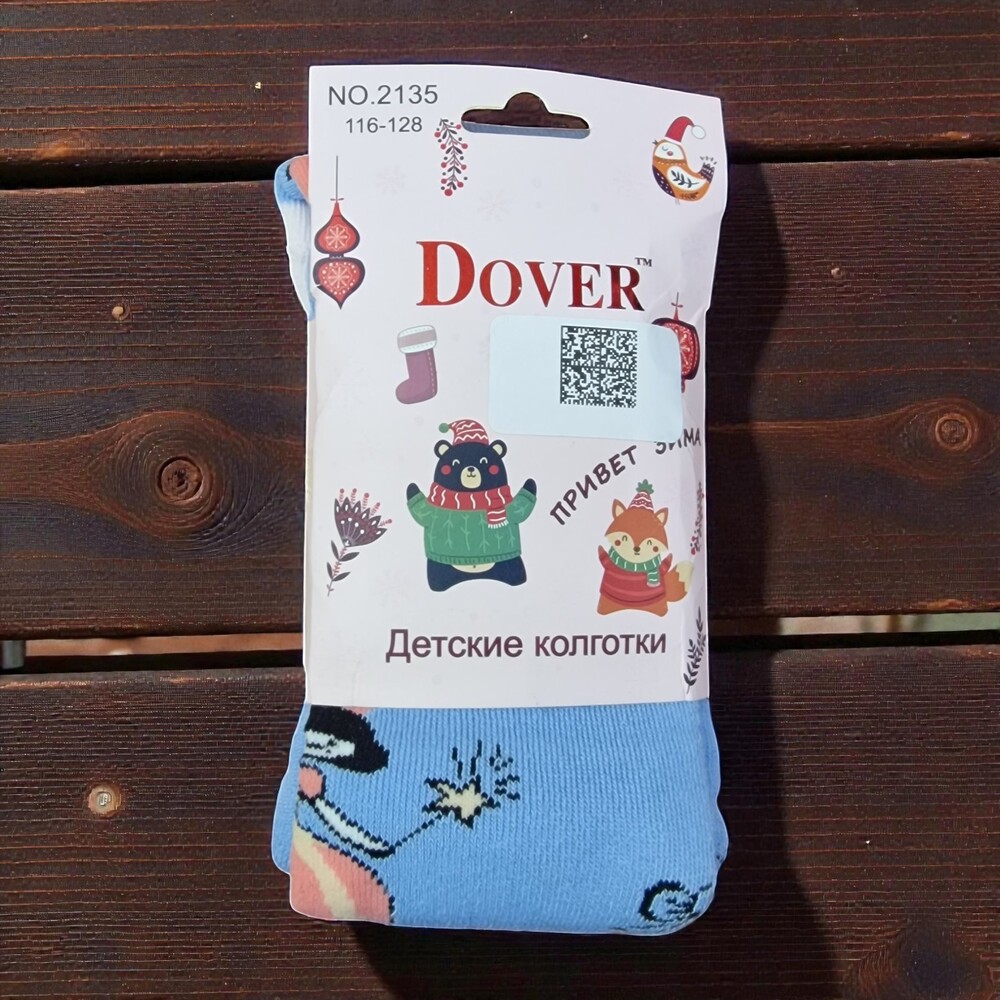 NO.2135
116-128
DOVER™
ПРИВЕТ ЗИМА
Детские колготки